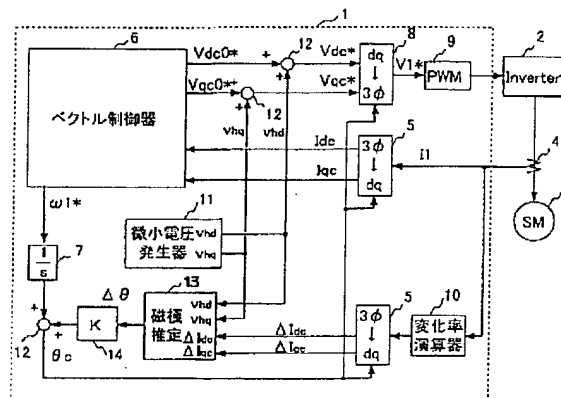 1
6
Vdc0*
+
12
Vdc*
8
dq
↓
3φ
V1*
9
PWM
2
Inverter
Vqc0*
+
+
12
Vqc*
ベクトル制御器
vhq
vhd
Idc
Iqc
5
3φ
↓
dq
I1
4
SM
ω1*
11
微小電圧
発生器
vhd
vhq
7
1
s
+
12
+
θc
Δθ
K
14
13
磁極
推定
vhd
vhq
ΔIdc
ΔIqc
ΔIdc
ΔIqc
5
3φ
↓
dq
10
変化率
演算器